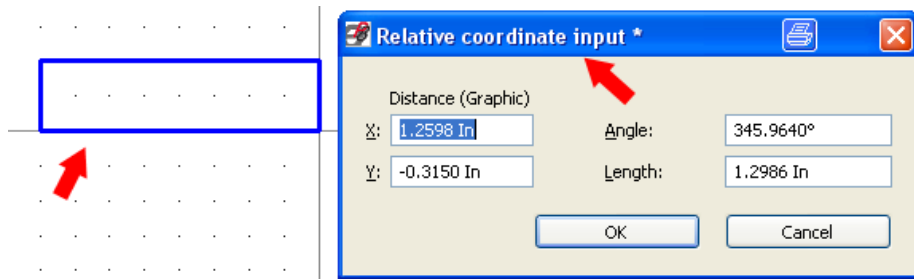 Relative coordinate input *
Distance (Graphic)
X: 1.2598 In Angle: 345.9640°
Y: -0.3150 In Length: 1.2986 In
OK Cancel